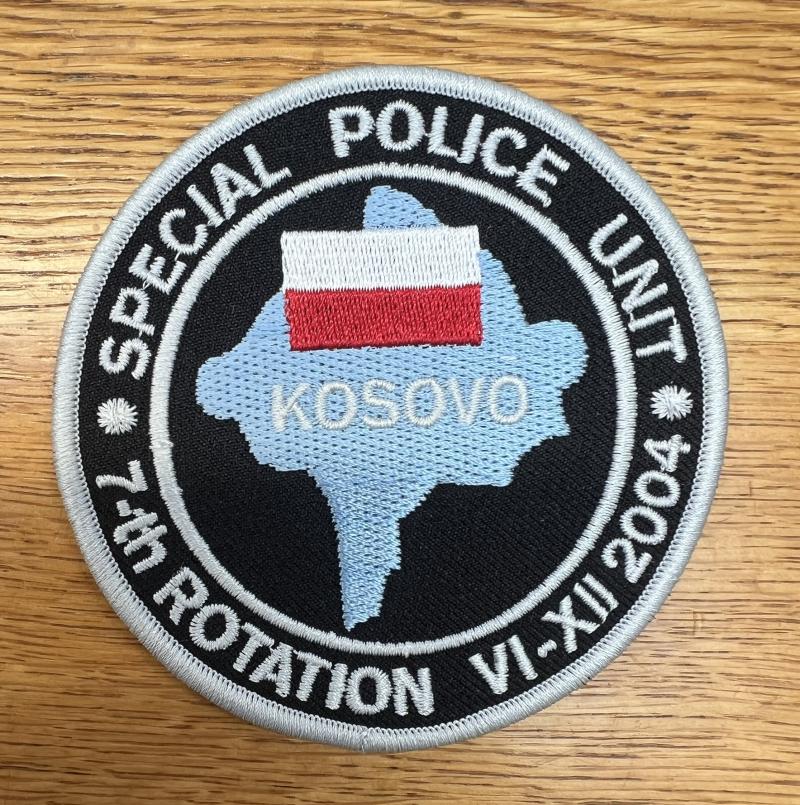 SPECIAL POLICE UNIT
KOSOVO
7-th ROTATION VI-XII 2004